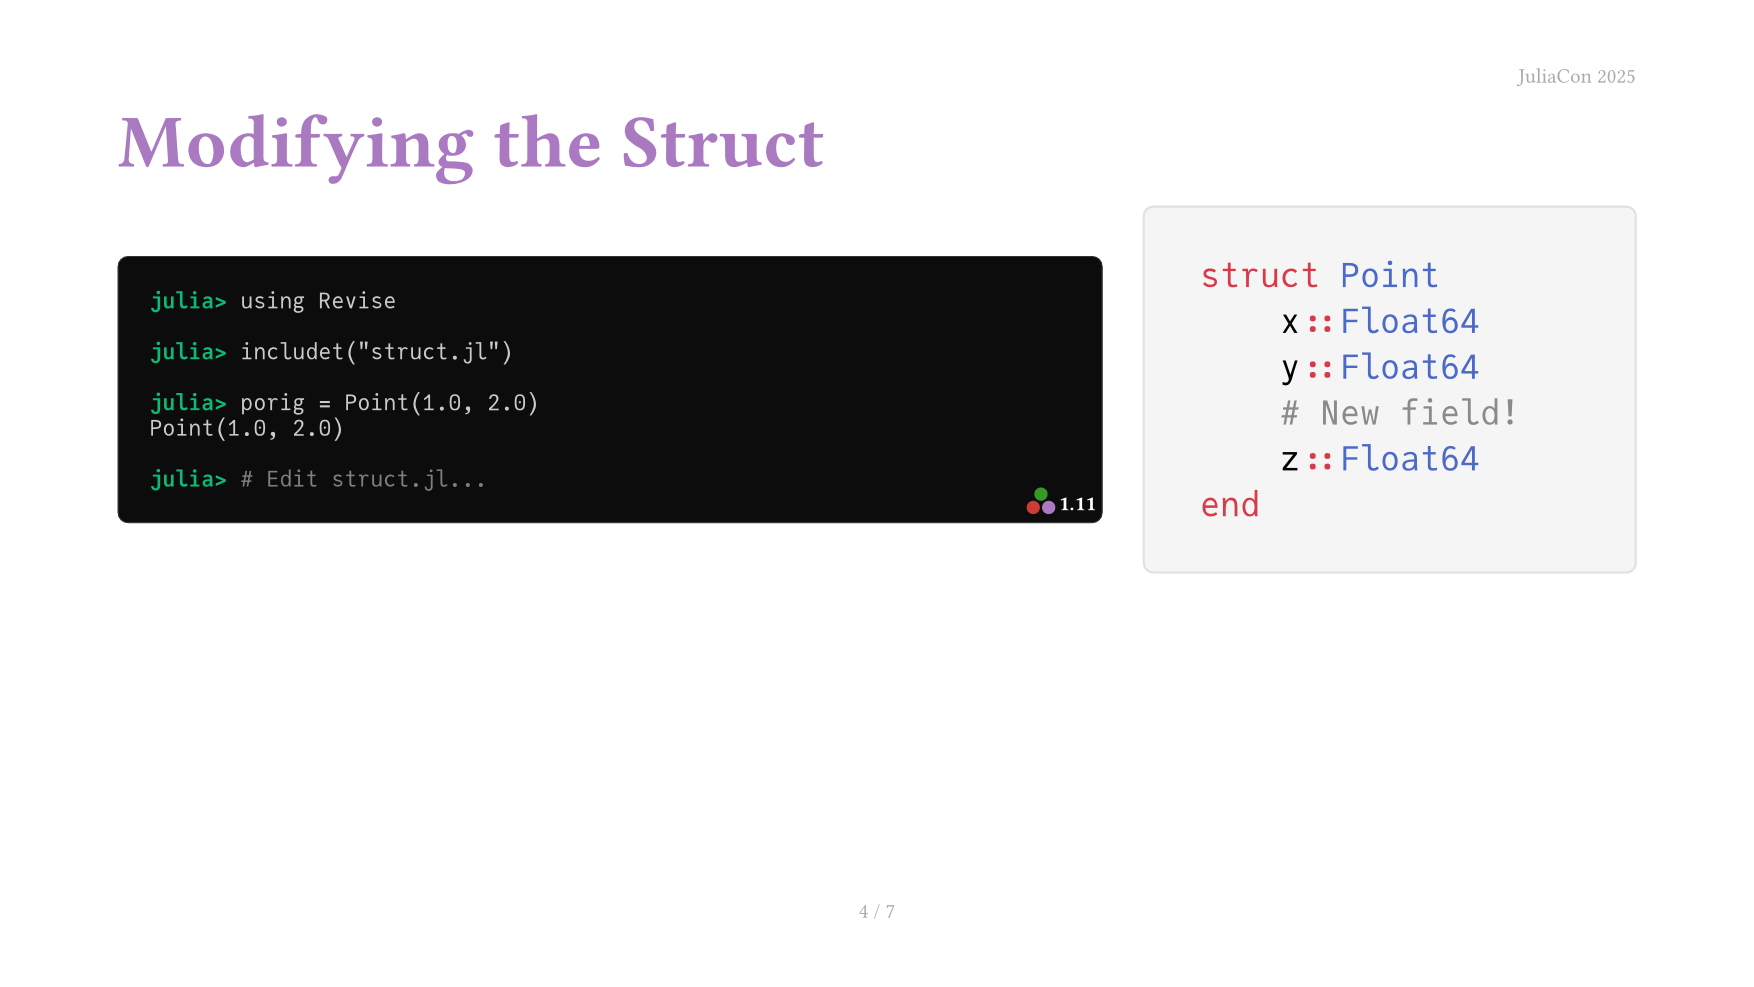 JuliaCon 2025
Modifying the Struct
julia> using Revise
julia> includet("struct.jl")
julia> porig = Point(1.0, 2.0)
Point(1.0, 2.0)
julia> # Edit struct.jl...
1.11
struct Point
    x::Float64
    y::Float64
    # New field!
    z::Float64
end
4 / 7